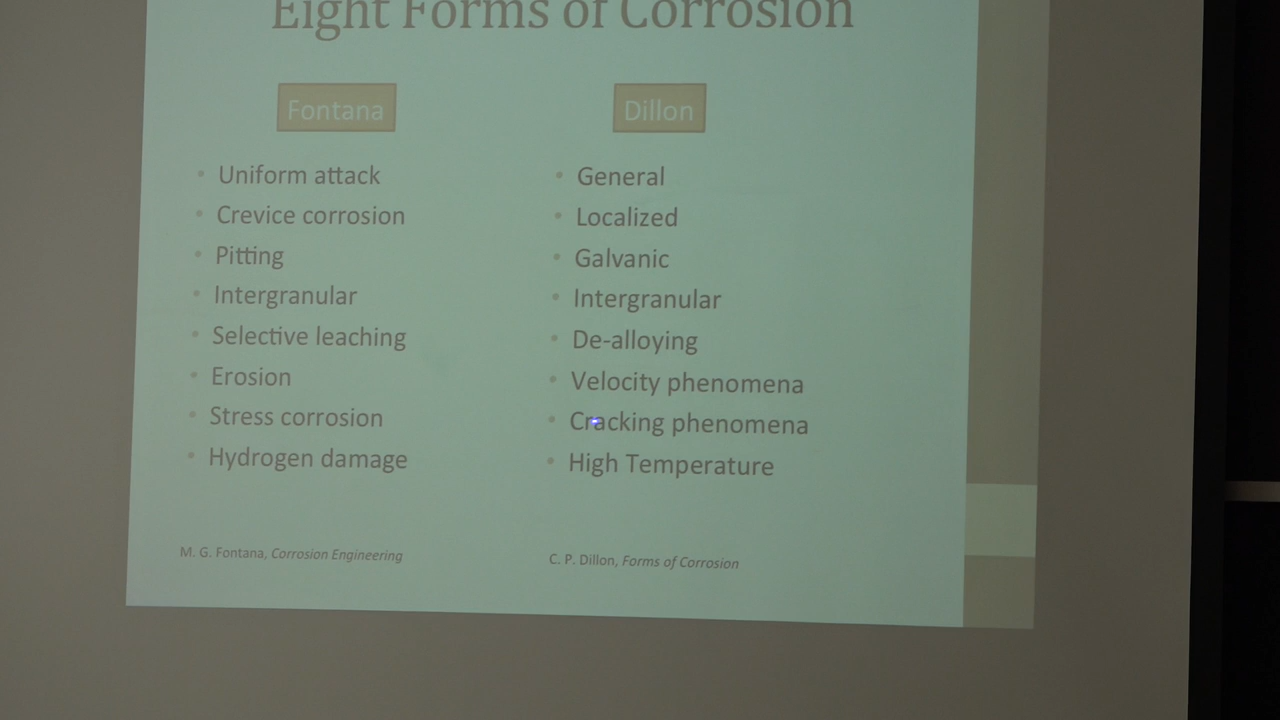 Eight Forms of Corrosion
Fontana
Uniform attack
Crevice corrosion
Pitting
Intergranular
Selective leaching
Erosion
Stress corrosion
Hydrogen damage
M. G. Fontana, Corrosion Engineering
Dillon
General
Localized
Galvanic
Intergranular
De-alloying
Velocity phenomena
Cracking phenomena
High Temperature
C. P. Dillon, Forms of Corrosion